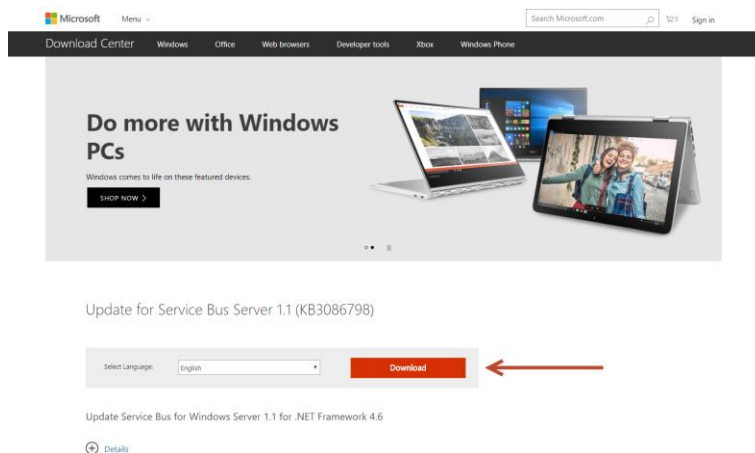 Microsoft Menu Search Microsoft.com Sign in
Download Center Windows Office Web browsers Developer tools Xbox Windows Phone
Do more with Windows
PCs
Windows comes to life on these featured devices.
SHOP NOW
Update for Service Bus Server 1.1 (KB3086798)
Select Language: English Download
Update Service Bus for Windows Server 1.1 for .NET Framework 4.6
Details